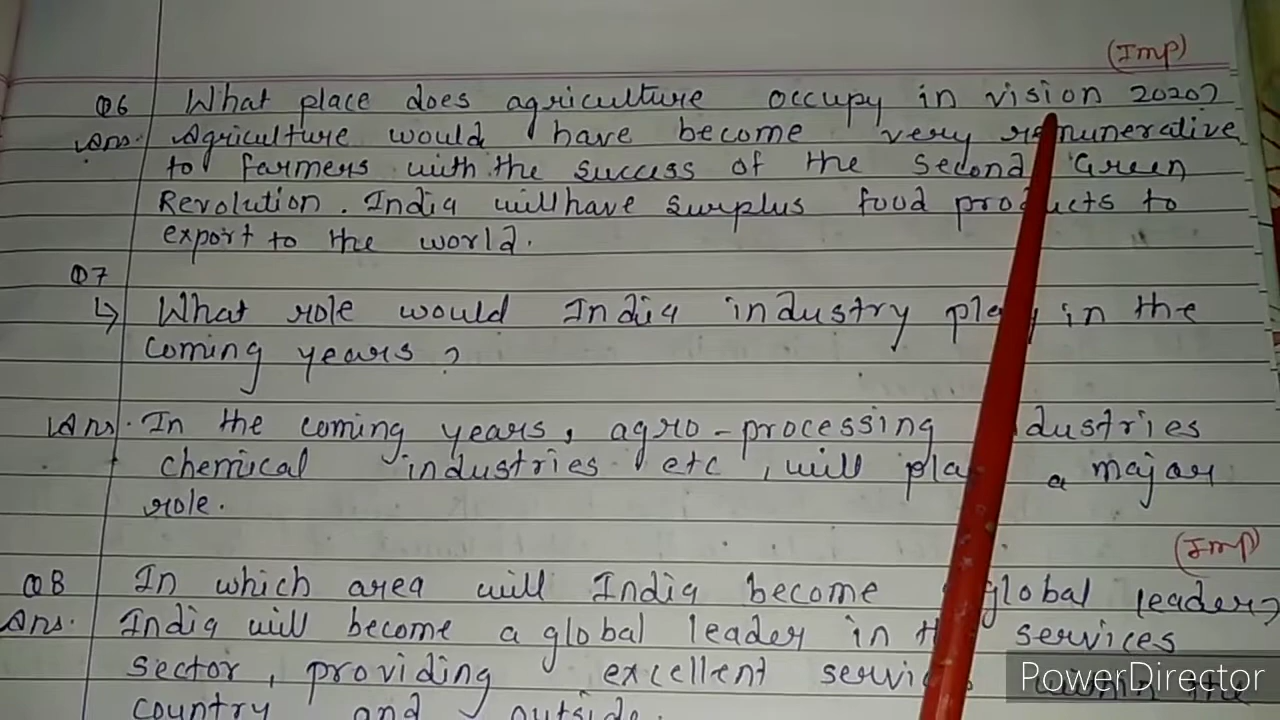 (Imp)
Q6 What place does agriculture occupy in vision 2020?
Ans. Agriculture would have become very remunerative
to farmers with the success of the Second Green
Revolution. India will have surplus food products to
export to the world.
Q7
↳ What role would India industry play in the
coming years?
Ans. In the coming years, agro-processing industries
chemical industries etc, will play a major
role.
(Imp)
Q8 In which area will India become a global leader?
Ans. India will become a global leader in the services
sector, providing excellent services within the
country and outside.
PowerDirector